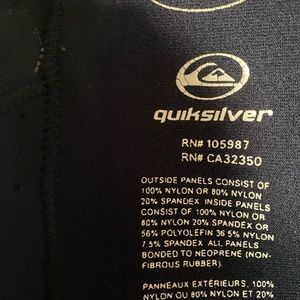 quiksilver
RN# 105987
RN# CA32350
OUTSIDE PANELS CONSIST OF
100% NYLON OR 80% NYLON
20% SPANDEX INSIDE PANELS
CONSIST OF :100% NYLON OR
80% NYLON 20% SPANDEX OR
56% POLYOLEFIN 36.5% NYLON
7.5% SPANDEX ALL PANELS
BONDED TO NEOPRENE (NON-
FIBROUS RUBBER).
PANNEAUX EXTÉRIEURS, 100%
NYLON OU 80% NYLON ET 20%